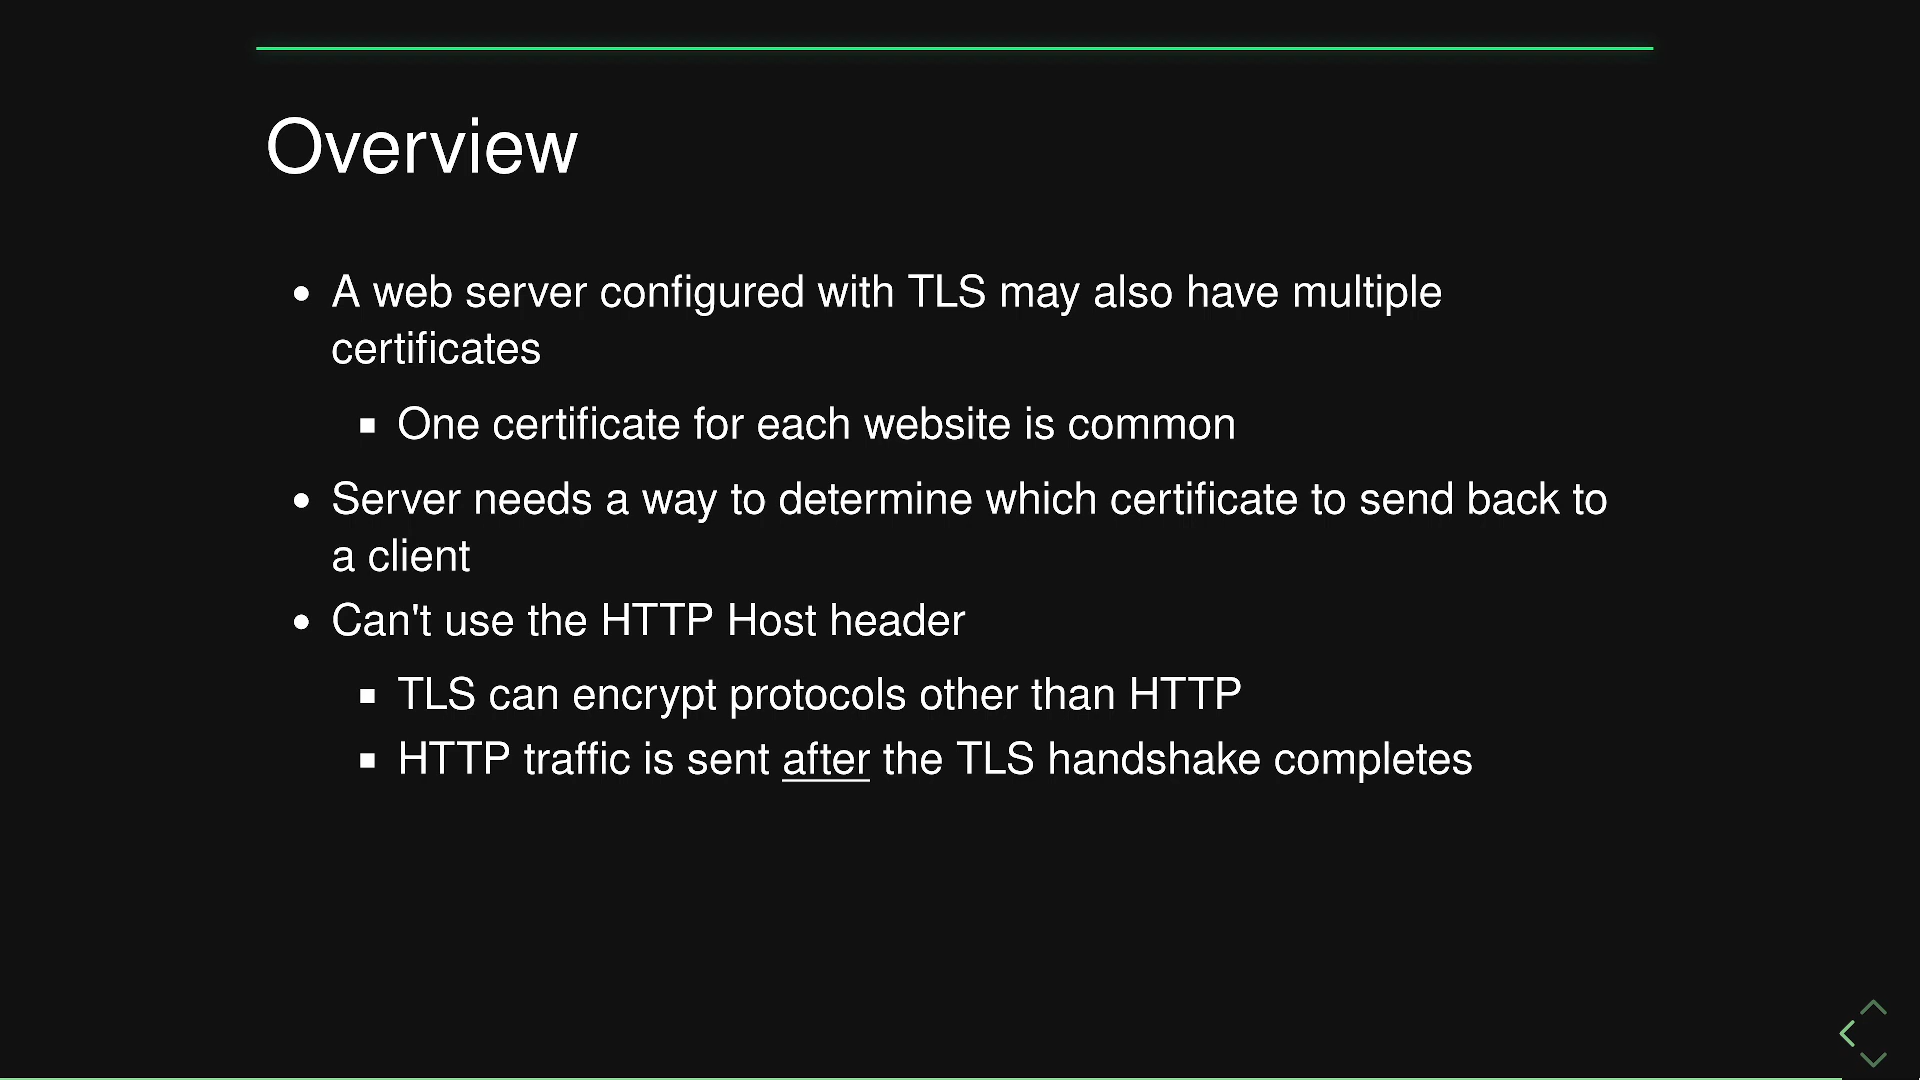 Overview
A web server configured with TLS may also have multiple
certificates
One certificate for each website is common
Server needs a way to determine which certificate to send back to
a client
Can't use the HTTP Host header
TLS can encrypt protocols other than HTTP
HTTP traffic is sent after the TLS handshake completes